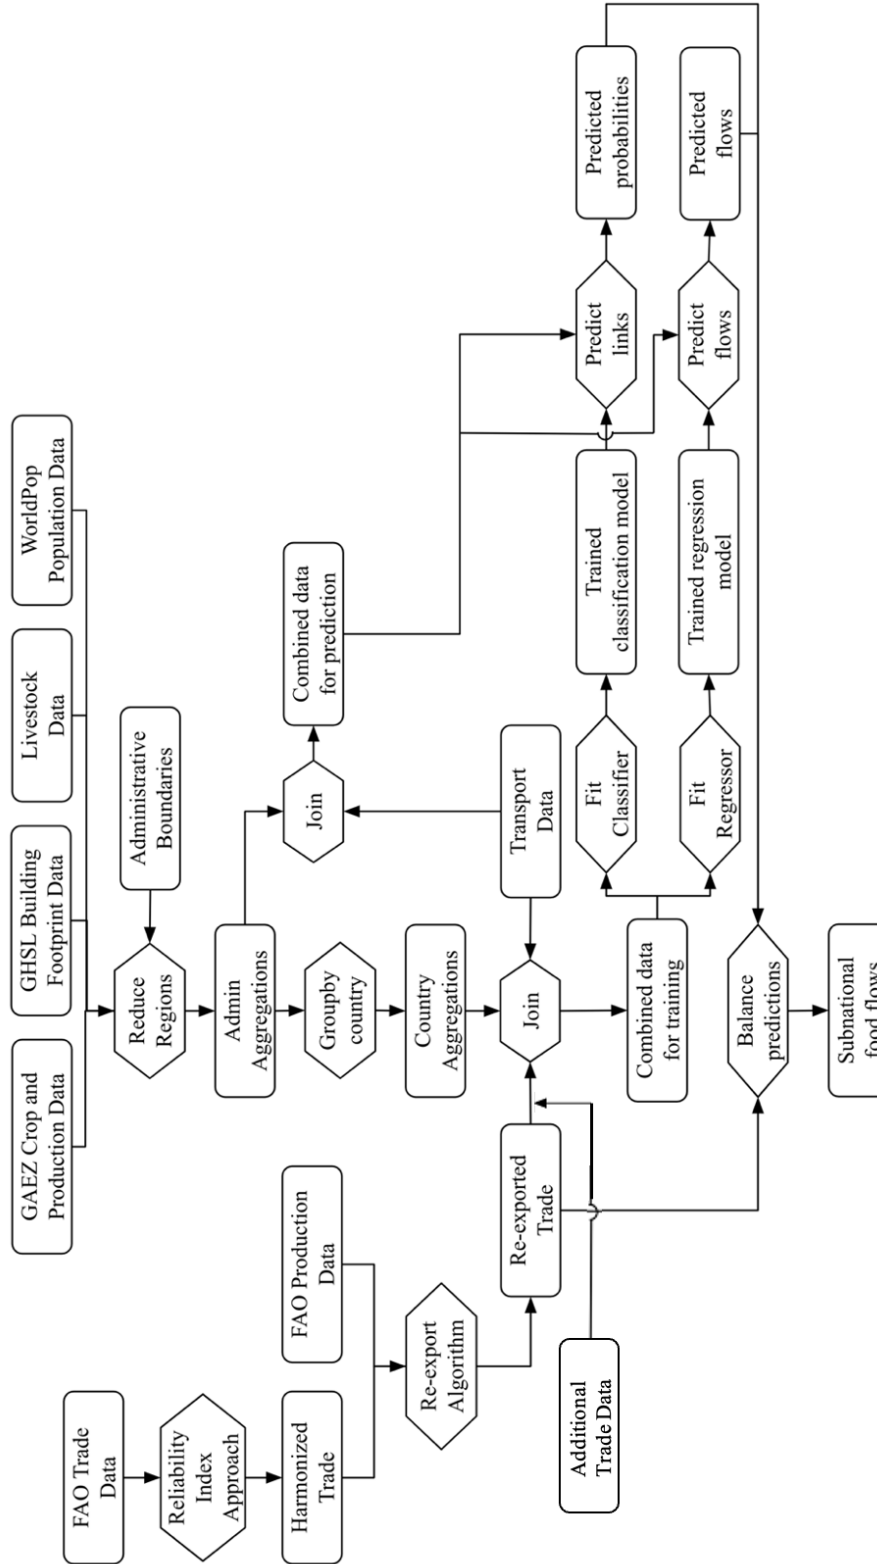 GAEZ Crop and
Production Data
GHSL Building
Footprint Data
Livestock
Data
WorldPop
Population Data
FAO Trade
Data
Reduce
Regions
Administrative
Boundaries
Reliability
Index
Approach
Admin
Aggregations
Harmonized
Trade
FAO Production
Data
Groupby
country
Join
Combined data
for prediction
Re-export
Algorithm
Country
Aggregations
Re-exported
Trade
Join
Transport
Data
Additional
Trade Data
Fit
Classifier
Trained
classification model
Predict
links
Predicted
probabilities
Combined data
for training
Fit
Regressor
Trained regression
model
Predict
flows
Predicted
flows
Balance
predictions
Subnational
food flows